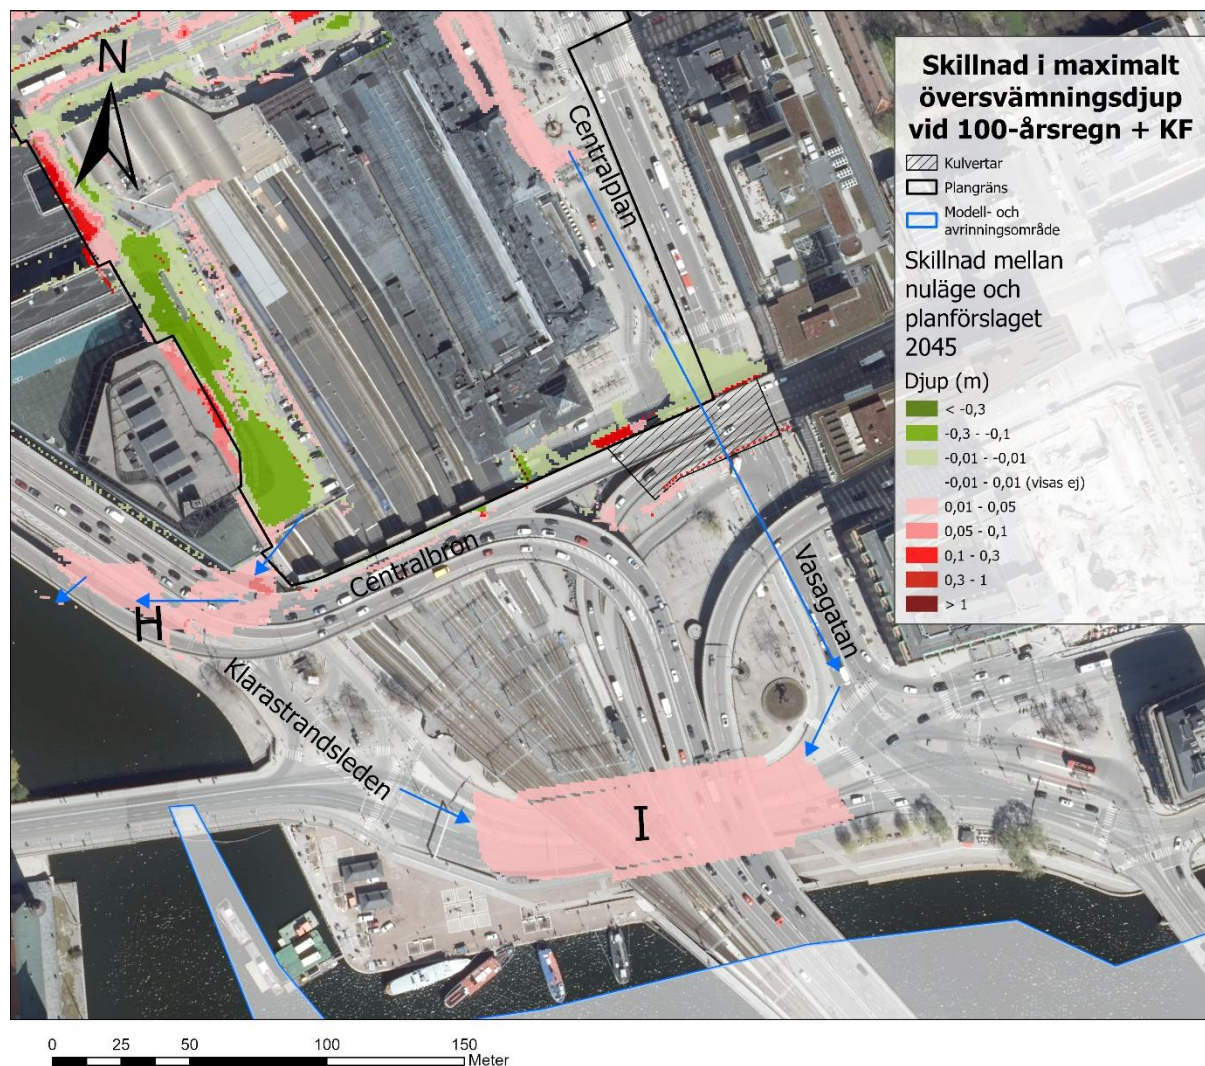 Skillnad i maximalt
översvämningsdjup
vid 100-årsregn + KF
Kulvertar
Plangräns
Modell- och
avrinningsområde
Skillnad mellan
nuläge och
planförslaget
2045
Djup (m)
< -0,3
-0,3 - -0,1
-0,01 - -0,01
-0,01 - 0,01 (visas ej)
0,01 - 0,05
0,05 - 0,1
0,1 - 0,3
0,3 - 1
> 1
N
Centralplan
Centralbron
Vasagatan
H
Klarastrandsleden
I
0 25 50 100 150
Meter